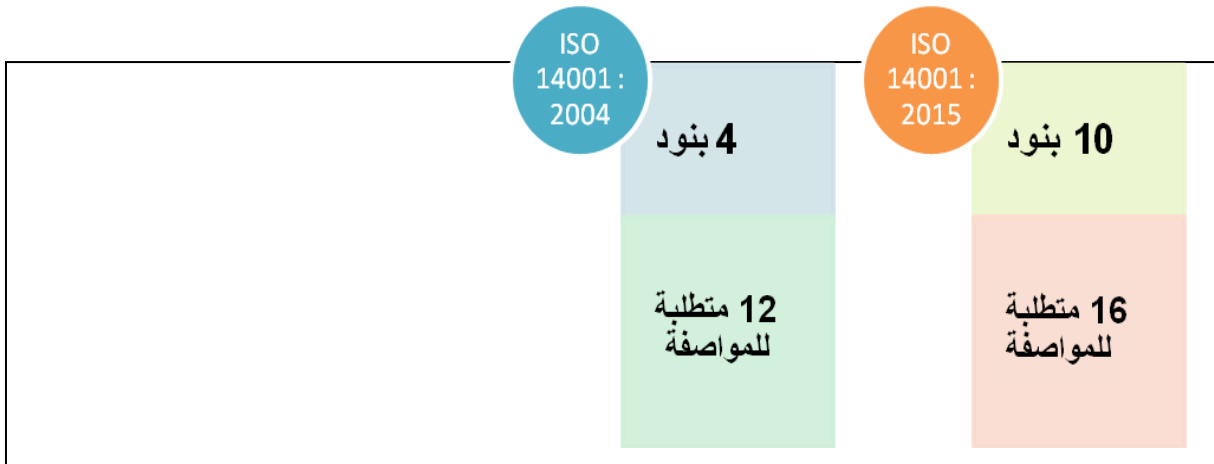 ISO
14001 :
2004
4 بنود
12 متطلبة
للمواصفة
ISO
14001 :
2015
10 بنود
16 متطلبة
للمواصفة